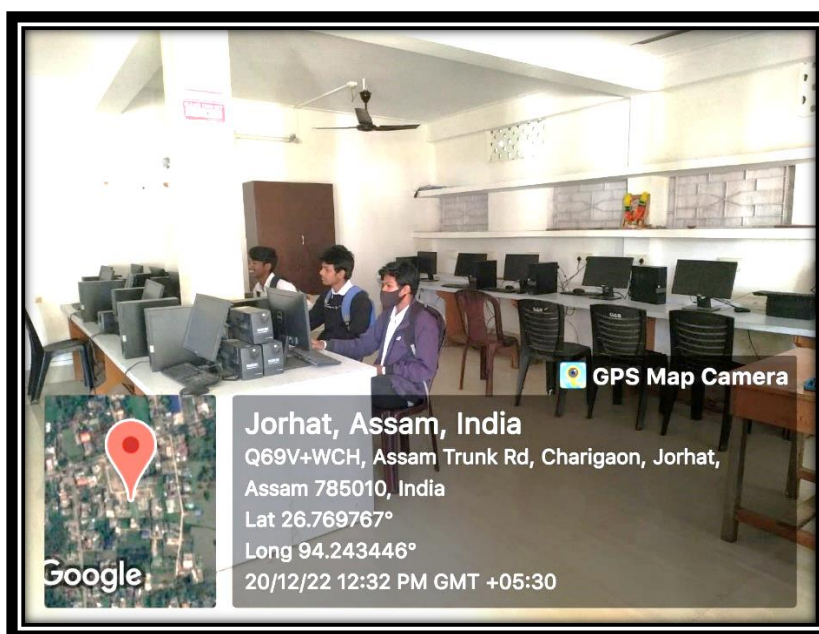 GPS Map Camera
Jorhat, Assam, India
Q69V+WCH, Assam Trunk Rd, Charigaon, Jorhat,
Assam 785010, India
Lat 26.769767°
Long 94.243446°
20/12/22 12:32 PM GMT +05:30
Google